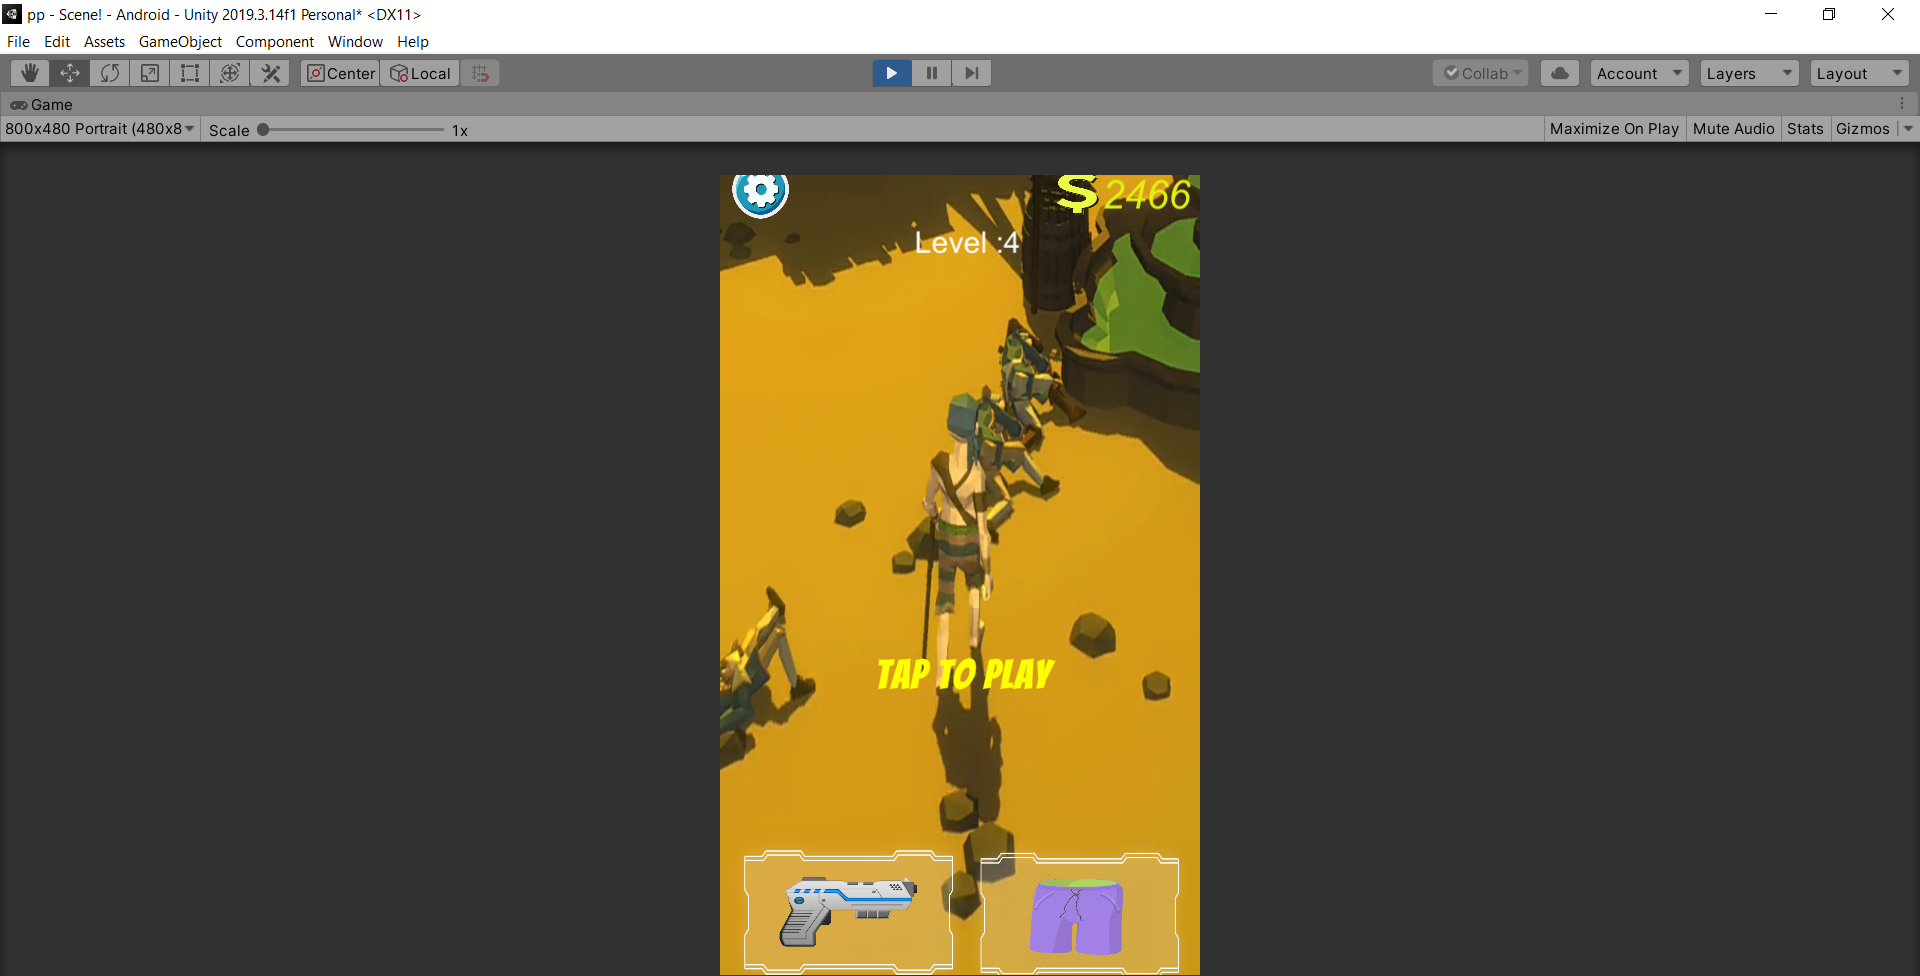 pp - Scene! - Android - Unity 2019.3.14f1 Personal* <DX11>
File Edit Assets GameObject Component Window Help
Center Local Collab Account Layers Layout
Game
800x480 Portrait (480x8 Scale 1x Maximize On Play Mute Audio Stats Gizmos
$ 2466
Level :4
TAP TO PLAY